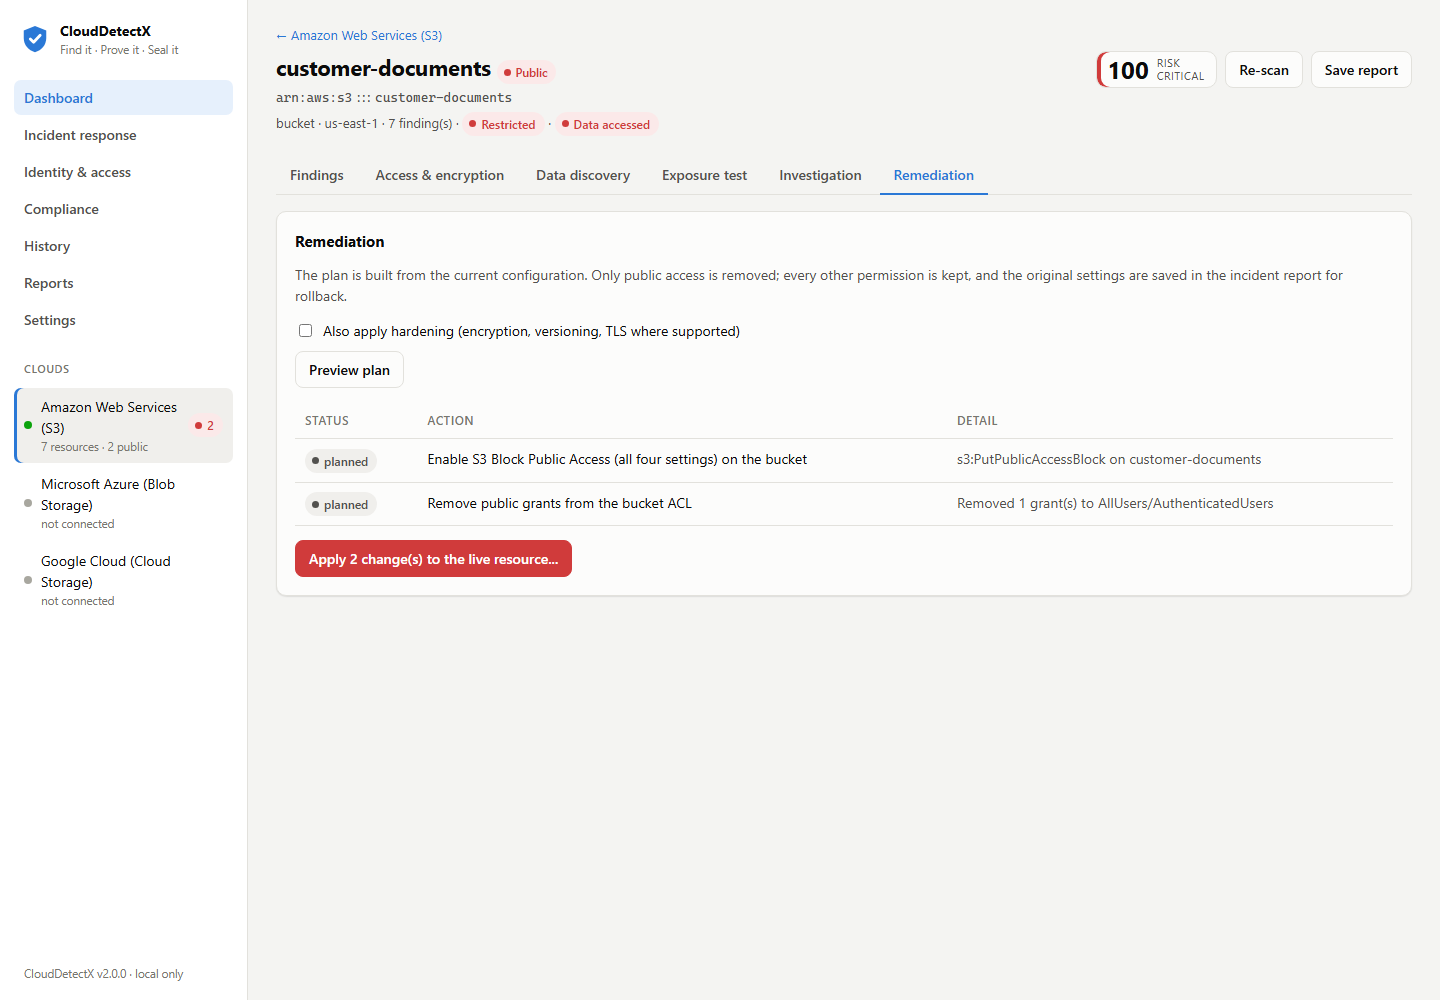 CloudDetectX
Find it · Prove it · Seal it
Dashboard
Incident response
Identity & access
Compliance
History
Reports
Settings
CLOUDS
Amazon Web Services
(S3)
7 resources · 2 public
2
Microsoft Azure (Blob
Storage)
not connected
Google Cloud (Cloud
Storage)
not connected
CloudDetectX v2.0.0 · local only
← Amazon Web Services (S3)
customer-documents Public
arn:aws:s3:::customer-documents
bucket · us-east-1 · 7 finding(s) · Restricted · Data accessed
100 RISK
CRITICAL
Re-scan
Save report
Findings
Access & encryption
Data discovery
Exposure test
Investigation
Remediation
Remediation
The plan is built from the current configuration. Only public access is removed; every other permission is kept, and the original settings are saved in the incident report for
rollback.
Also apply hardening (encryption, versioning, TLS where supported)
Preview plan
STATUS ACTION DETAIL
planned Enable S3 Block Public Access (all four settings) on the bucket s3:PutPublicAccessBlock on customer-documents
planned Remove public grants from the bucket ACL Removed 1 grant(s) to AllUsers/AuthenticatedUsers
Apply 2 change(s) to the live resource...